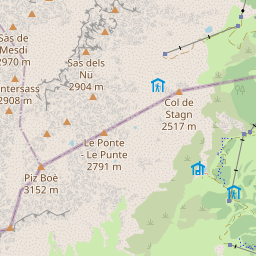 Sas de
Mesdì
2970 m
Sas dels
Nü
2904 m
ntersass
2908 m
Col de
Stagn
2517 m
Le Ponte
- Le Punte
2791 m
Piz Boè
3152 m